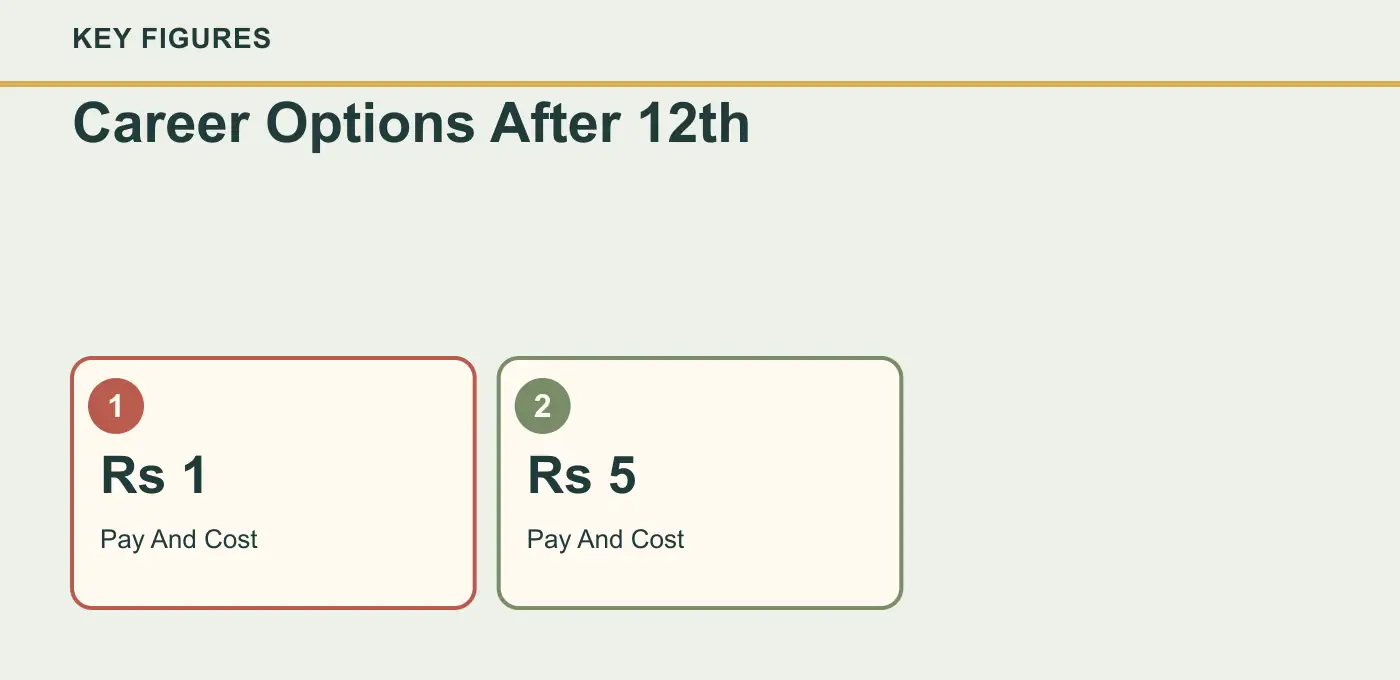 KEY FIGURES
Career Options After 12th
1
Rs 1
Pay And Cost
2
Rs 5
Pay And Cost